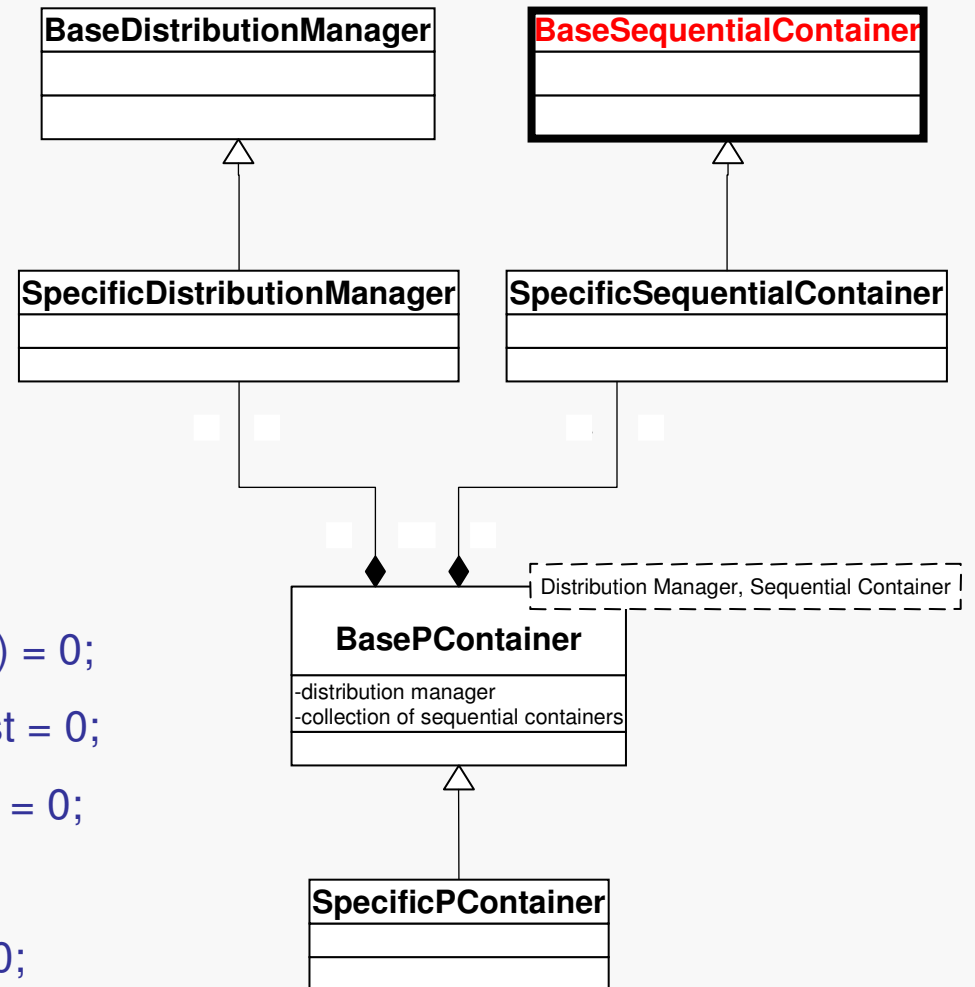 BaseDistributionManager
BaseSequentialContainer
SpecificDistributionManager
SpecificSequentialContainer
Distribution Manager, Sequential Container
BasePContainer
-distribution manager
-collection of sequential containers
) = 0;
st = 0;
= 0;
SpecificPContainer
0;